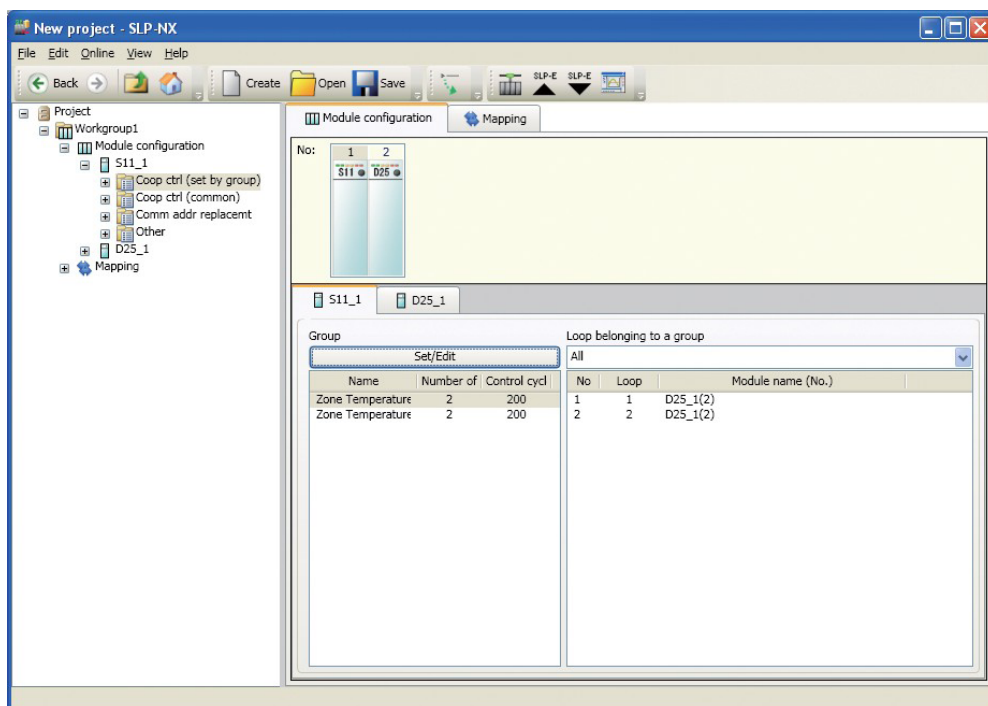 New project - SLP-NX
File Edit Online View Help
Back Create Open Save SLP-E SLP-E
Project
Workgroup1
Module configuration
S11_1
Coop ctrl (set by group)
Coop ctrl (common)
Comm addr replacemt
Other
D25_1
Mapping
Module configuration Mapping
No: 1 2
S11 D25
S11_1 D25_1
Group
Set/Edit
Name Number of Control cycl
Zone Temperature 2 200
Zone Temperature 2 200
Loop belonging to a group
All
No Loop Module name (No.)
1 1 D25_1(2)
2 2 D25_1(2)